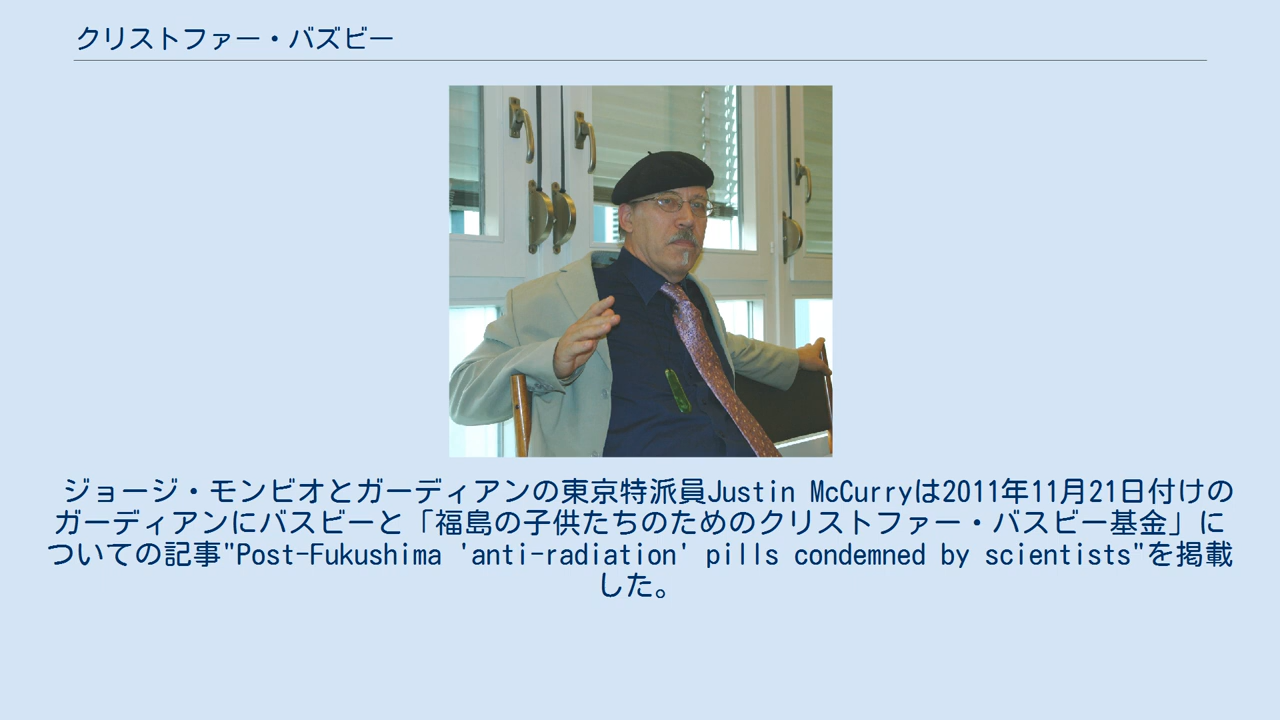 クリストファー・バズビー
ジョージ・モンビオとガーディアンの東京特派員Justin McCurryは2011年11月21日付けの
ガーディアンにバスビーと「福島の子供たちのためのクリストファー・バスビー基金」に
ついての記事"Post-Fukushima 'anti-radiation' pills condemned by scientists"を掲載
した。